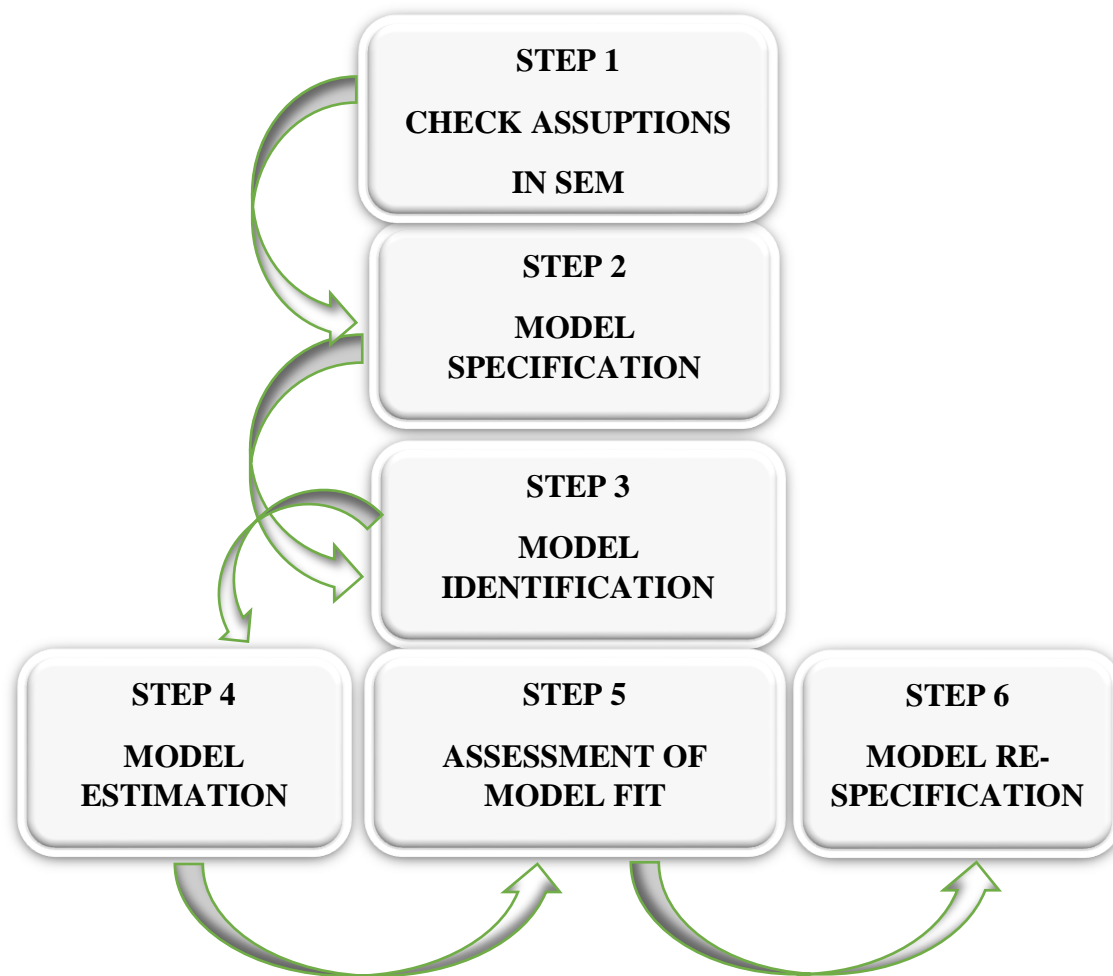 STEP 1
CHECK ASSUPTIONS
IN SEM
STEP 2
MODEL
SPECIFICATION
STEP 3
MODEL
IDENTIFICATION
STEP 4
MODEL
ESTIMATION
STEP 5
ASSESSMENT OF
MODEL FIT
STEP 6
MODEL RE-
SPECIFICATION